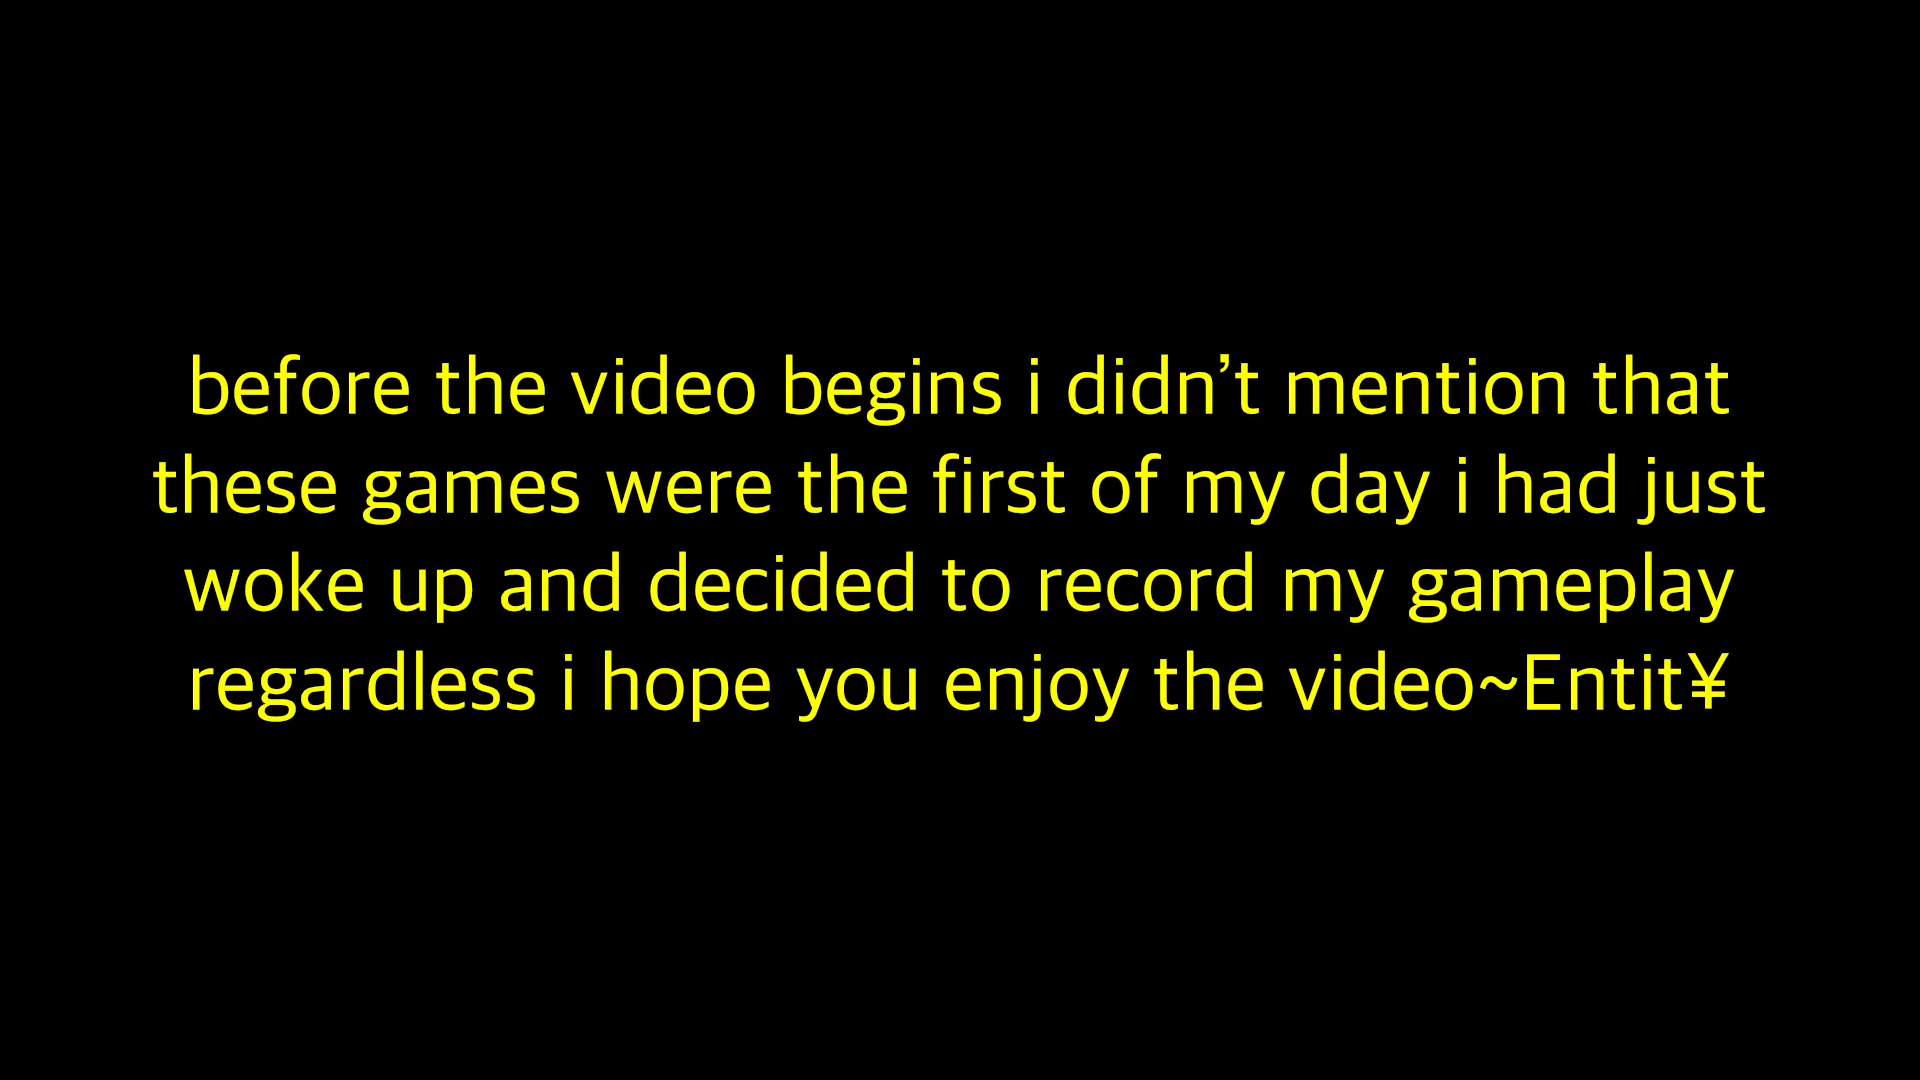 before the video begins i didn’t mention that
these games were the first of my day i had just
woke up and decided to record my gameplay
regardless i hope you enjoy the video~Entit¥